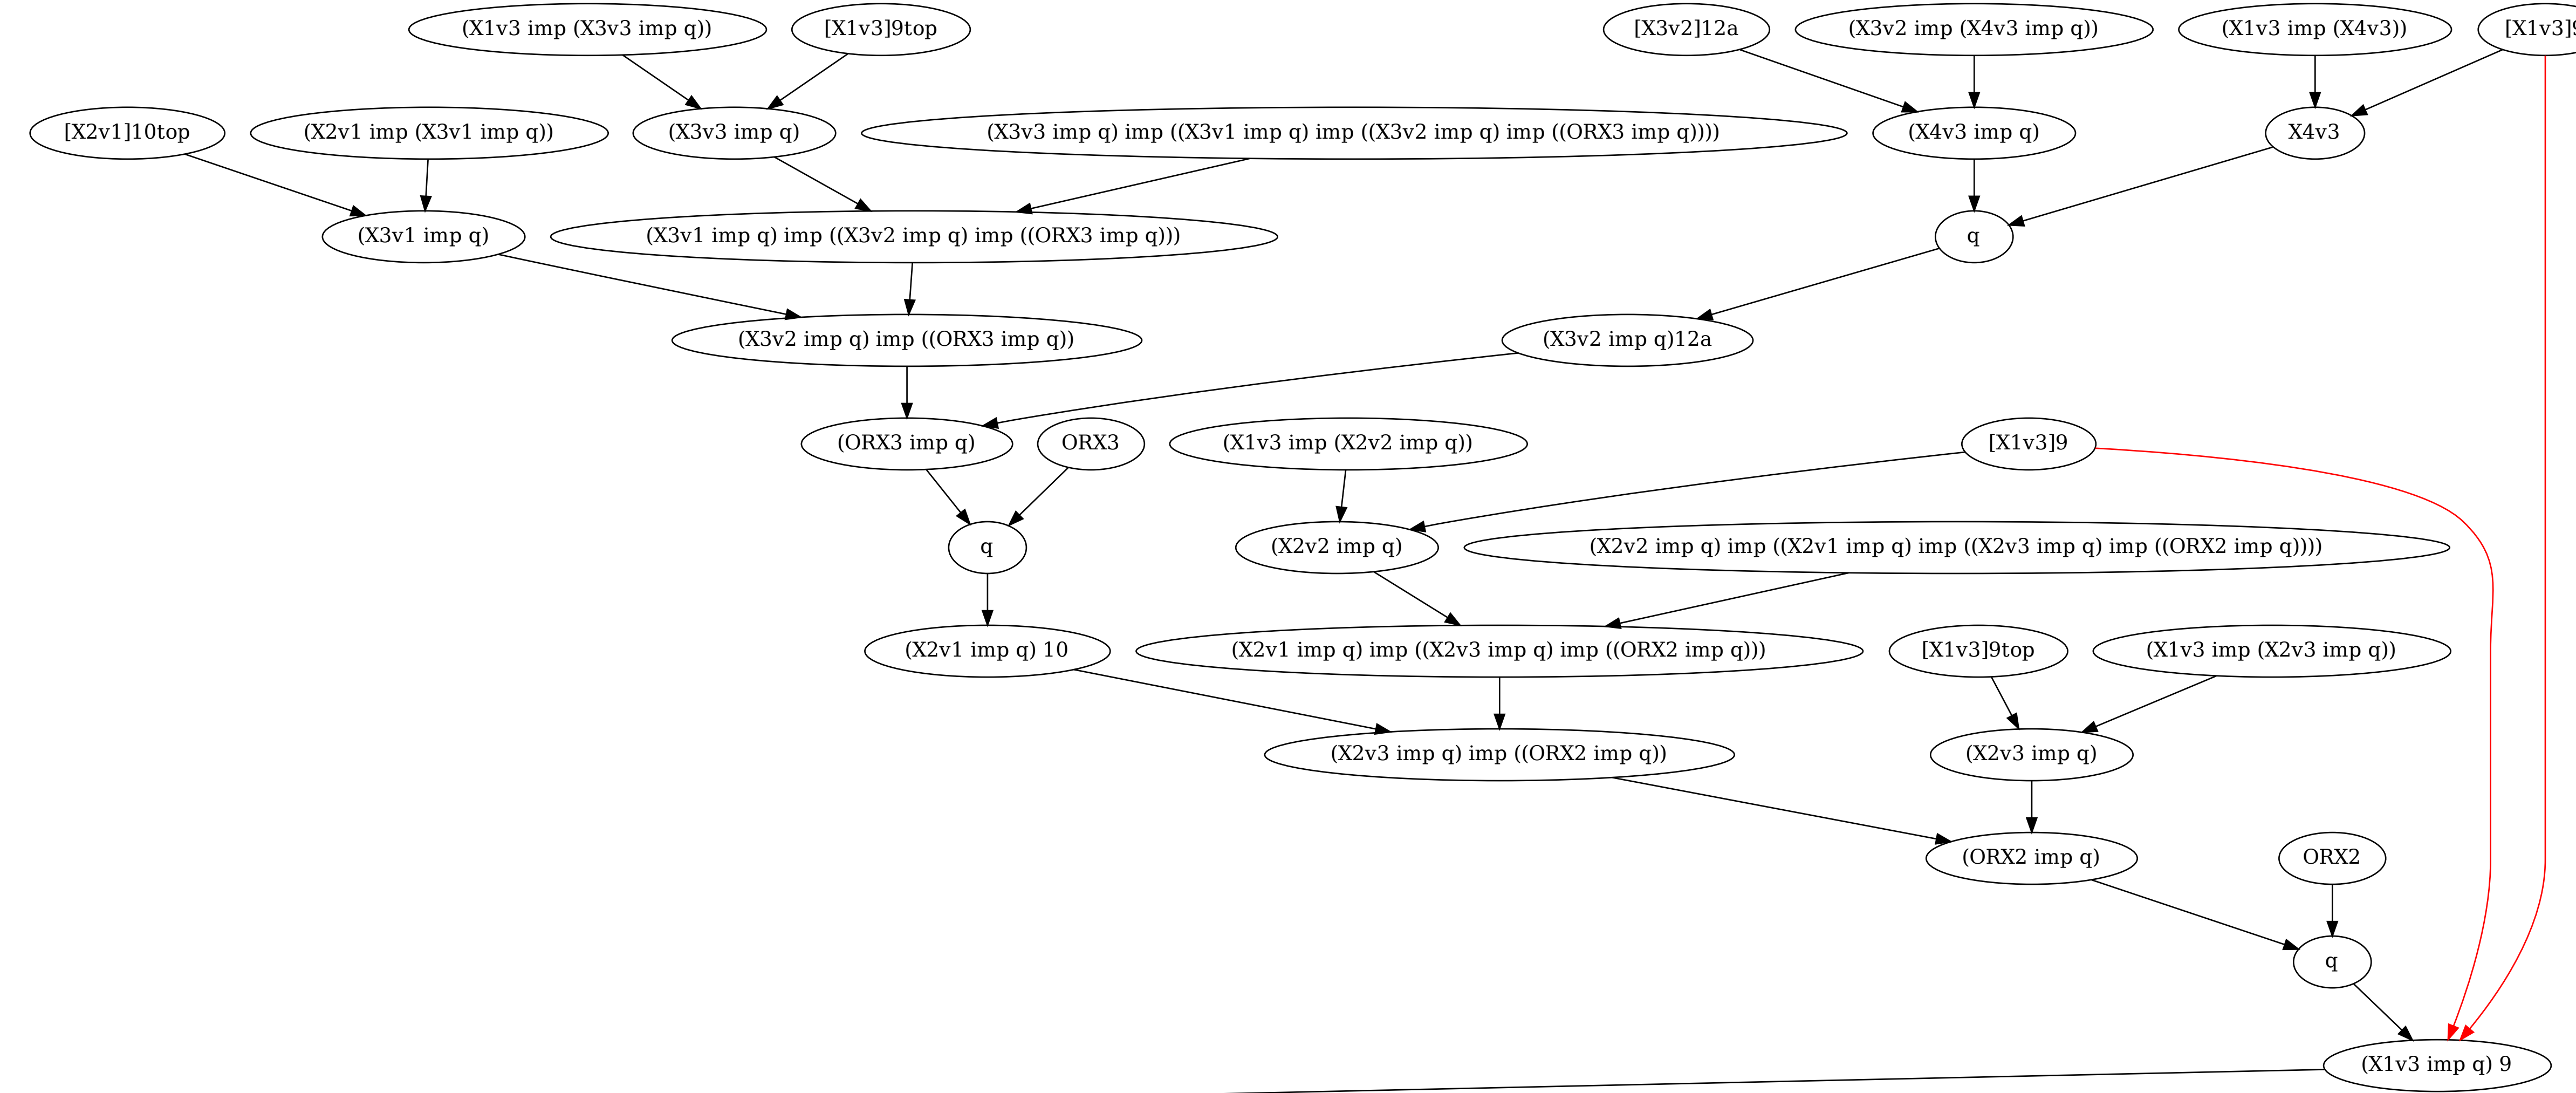 (X1v3 imp (X3v3 imp q))
[X1v3]9top
[X3v2]12a
(X3v2 imp (X4v3 imp q))
(X1v3 imp (X4v3))
[X1v3]9
[X2v1]10top
(X2v1 imp (X3v1 imp q))
(X3v3 imp q)
(X3v3 imp q) imp ((X3v1 imp q) imp ((X3v2 imp q) imp ((ORX3 imp q))))
(X4v3 imp q)
X4v3
(X3v1 imp q)
(X3v1 imp q) imp ((X3v2 imp q) imp ((ORX3 imp q)))
q
(X3v2 imp q) imp ((ORX3 imp q))
(X3v2 imp q)12a
(ORX3 imp q)
ORX3
(X1v3 imp (X2v2 imp q))
[X1v3]9
q
(X2v2 imp q)
(X2v2 imp q) imp ((X2v1 imp q) imp ((X2v3 imp q) imp ((ORX2 imp q))))
(X2v1 imp q) 10
(X2v1 imp q) imp ((X2v3 imp q) imp ((ORX2 imp q)))
[X1v3]9top
(X1v3 imp (X2v3 imp q))
(X2v3 imp q) imp ((ORX2 imp q))
(X2v3 imp q)
(ORX2 imp q)
ORX2
q
(X1v3 imp q) 9